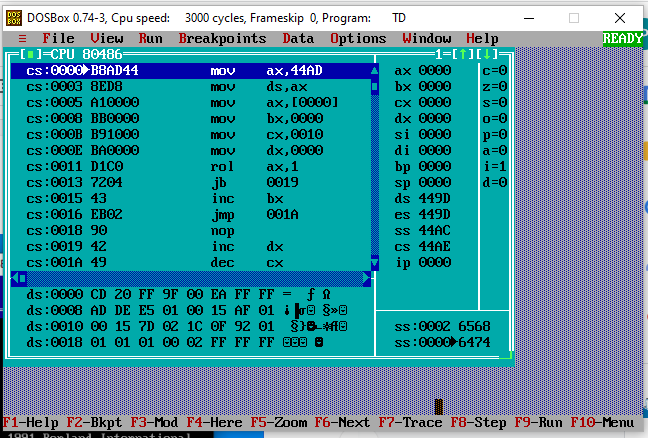 DOSBox 0.74-3, Cpu speed: 3000 cycles, Frameskip 0, Program: TD
≡ File View Run Breakpoints Data Options Window Help READY
[■]=CPU 80486 1=[↑][↓]
cs:0000►B8AD44 mov ax,44AD ax 0000 c=0
cs:0003 8ED8 mov ds,ax bx 0000 z=0
cs:0005 A10000 mov ax,[0000] cx 0000 s=0
cs:0008 BB0000 mov bx,0000 dx 0000 o=0
cs:000B B91000 mov cx,0010 si 0000 p=0
cs:000E BA0000 mov dx,0000 di 0000 a=0
cs:0011 D1C0 rol ax,1 bp 0000 i=1
cs:0013 7204 jb 0019 sp 0000 d=0
cs:0015 43 inc bx ds 449D
cs:0016 EB02 jmp 001A es 449D
cs:0018 90 nop ss 44AC
cs:0019 42 inc dx cs 44AE
cs:001A 49 dec cx ip 0000
ds:0000 CD 20 FF 9F 00 EA FF FF = ƒ Ω
ds:0008 AD DE E5 01 00 15 AF 01 ¡▐σ☺ §»☺
ds:0010 00 15 7D 02 1C 0F 92 01 §}☻∟☼Æ☺ ss:0002 6568
ds:0018 01 01 01 00 02 FF FF FF ☺☺☺ ☻ ss:0000►6474
F1-Help F2-Bkpt F3-Mod F4-Here F5-Zoom F6-Next F7-Trace F8-Step F9-Run F10-Menu
1991 Borland International